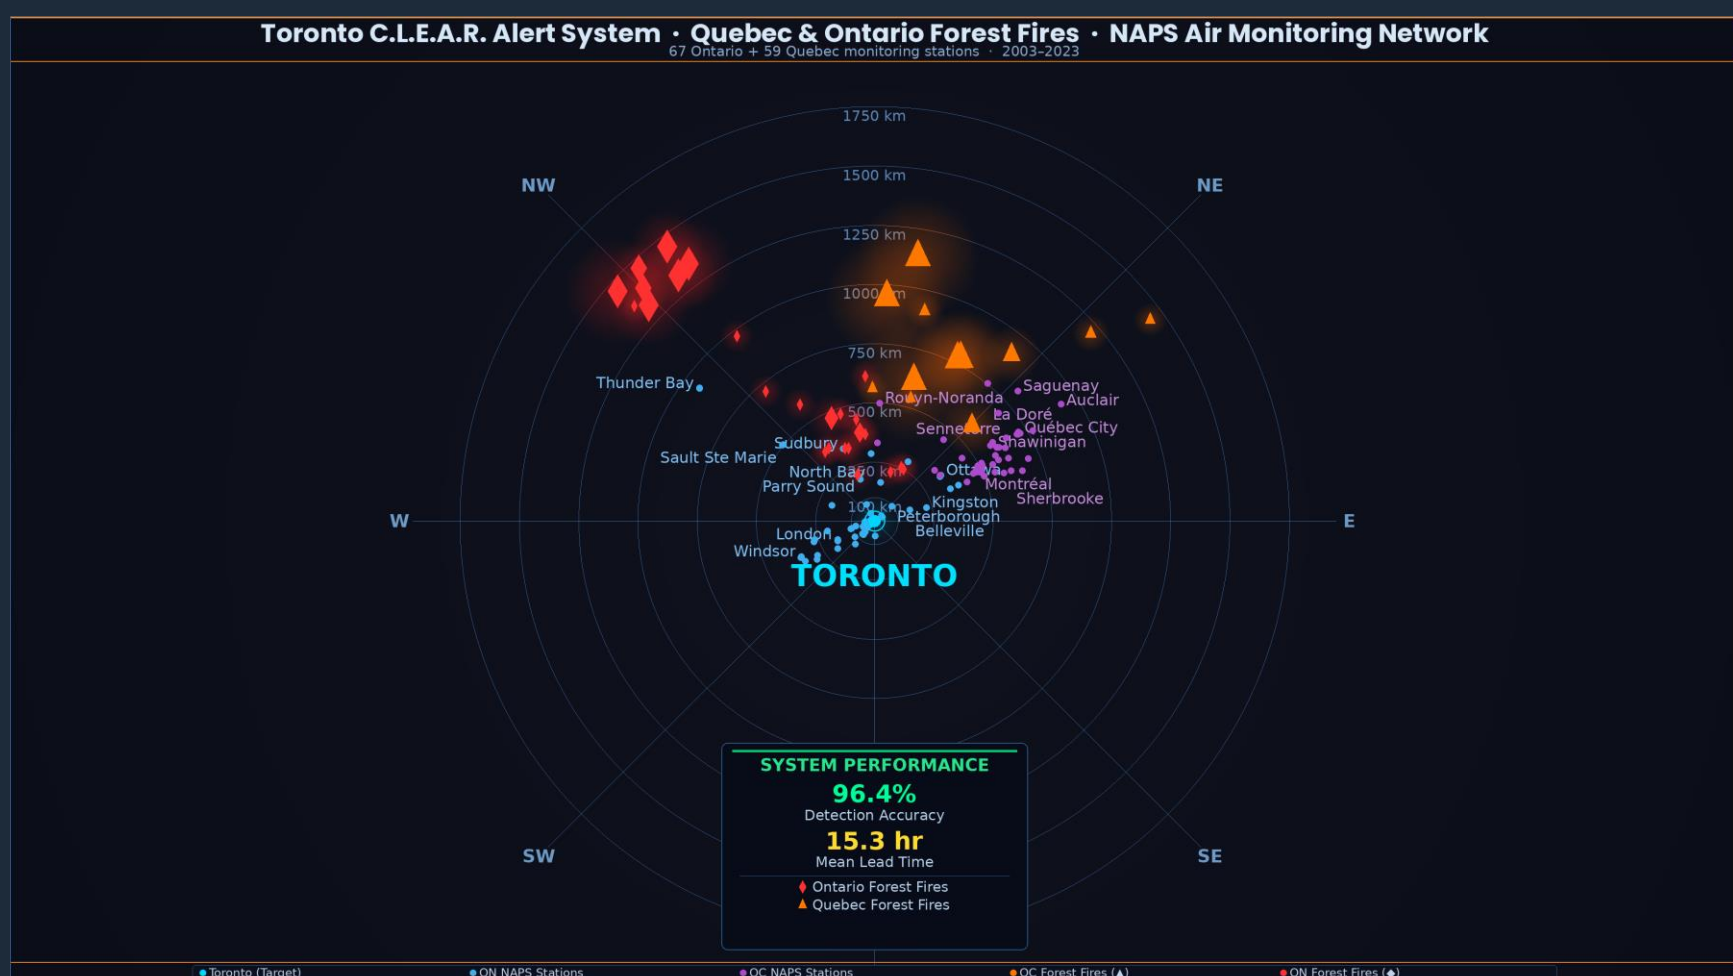 Toronto C.L.E.A.R. Alert System · Quebec & Ontario Forest Fires · NAPS Air Monitoring Network
67 Ontario + 59 Quebec monitoring stations · 2003–2023
1750 km
1500 km
NW
NE
1250 km
1000 km
750 km
Thunder Bay
Saguenay
Rouyn-Noranda
Auclair
500 km
La Doré
Senneterre
Québec City
Sudbury
Shawinigan
Sault Ste Marie
North Bay
250 km
Ottawa
Parry Sound
Montréal
Sherbrooke
100 km
Kingston
Peterborough
W
E
London
Belleville
Windsor
TORONTO
SYSTEM PERFORMANCE
96.4%
Detection Accuracy
15.3 hr
Mean Lead Time
SW
SE
Ontario Forest Fires
Quebec Forest Fires
Toronto (Target)
ON NAPS Stations
QC NAPS Stations
QC Forest Fires (▲)
ON Forest Fires (◆)